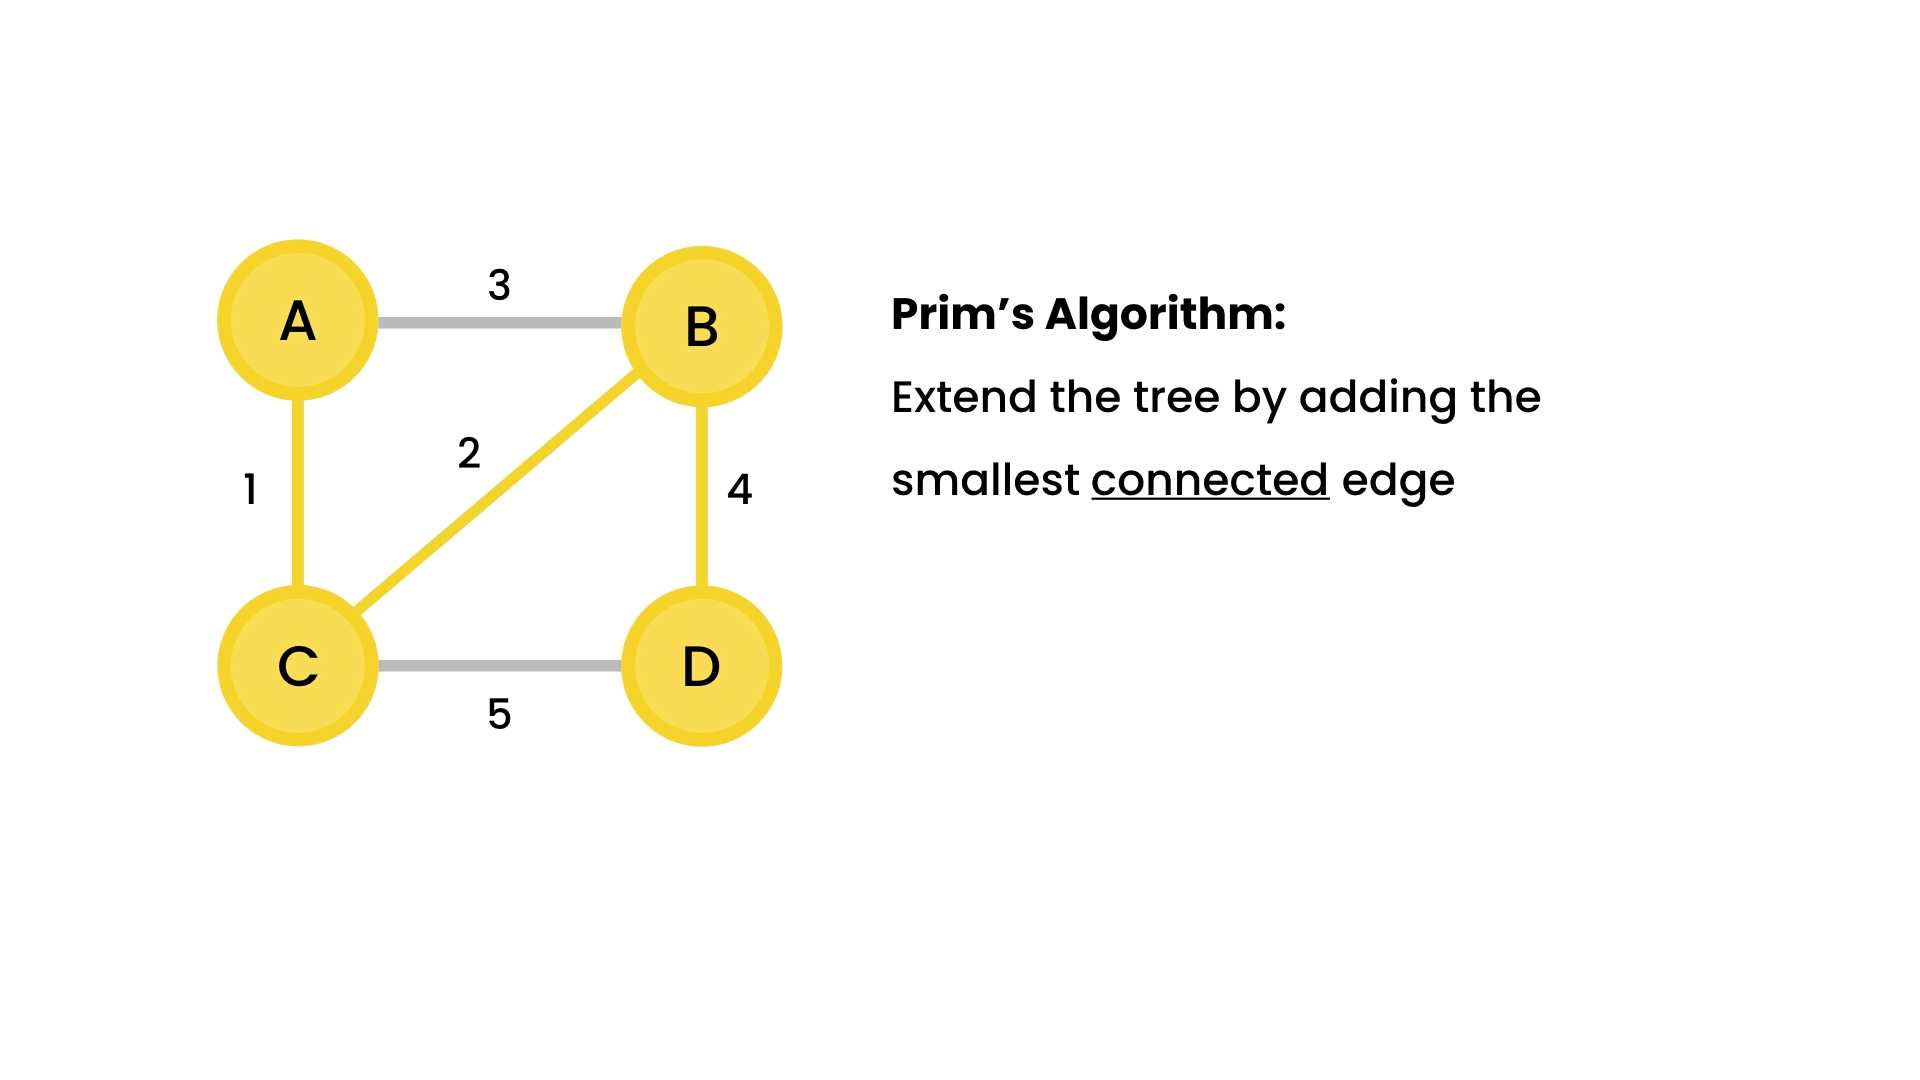 A
3
B
Prim’s Algorithm:
Extend the tree by adding the
2
smallest connected edge
1
4
C
D
5